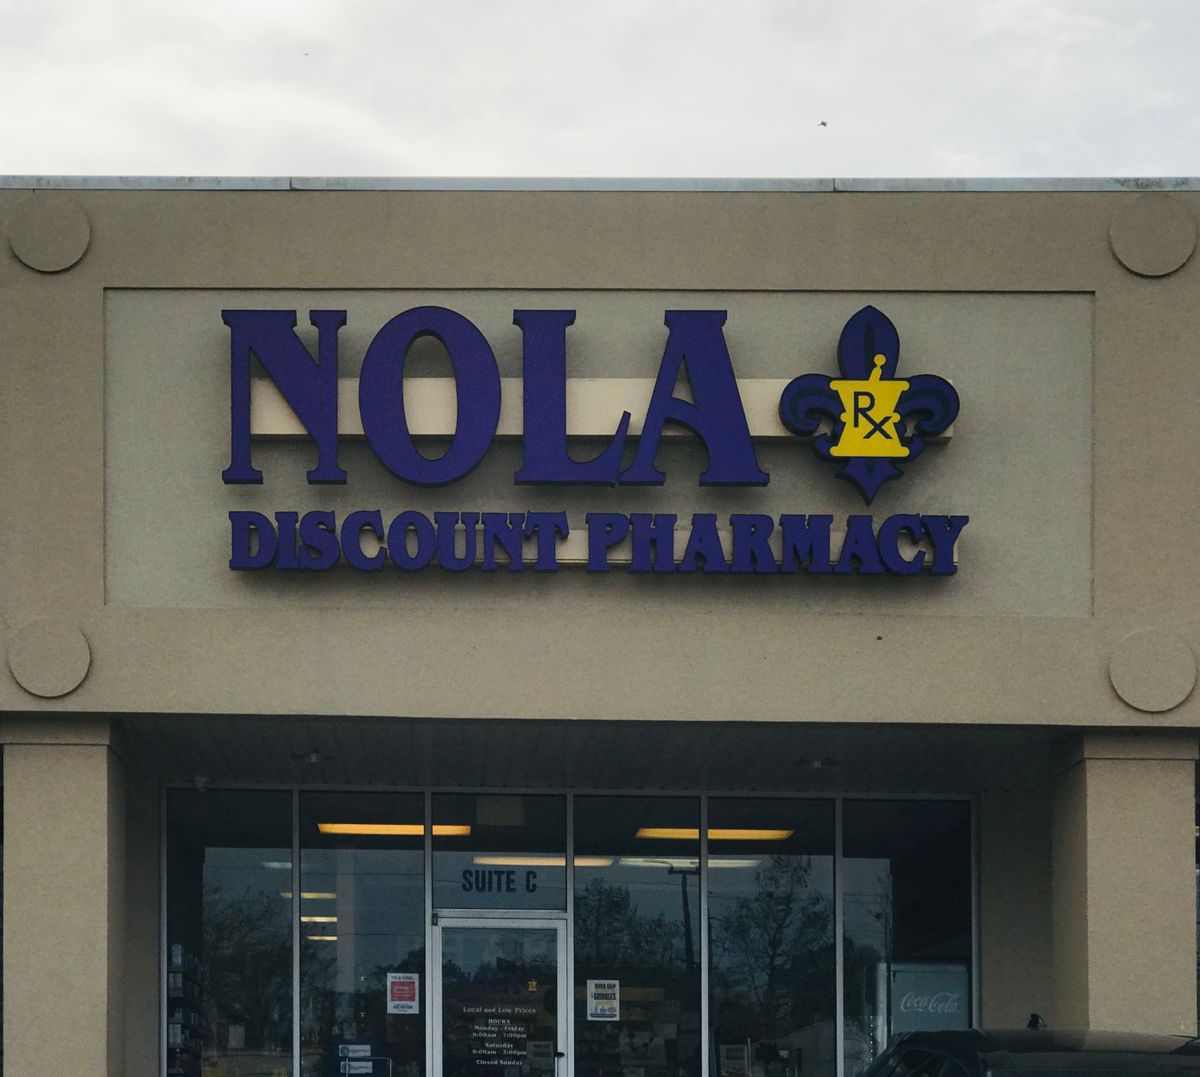 NOLA
Rx
DISCOUNT PHARMACY
SUITE C
Local and Low Prices
HOURS
Monday - Friday
9:00am - 7:00pm
Saturday
9:00am - 3:00pm
Closed Sunday
SHINGLES
Coca-Cola